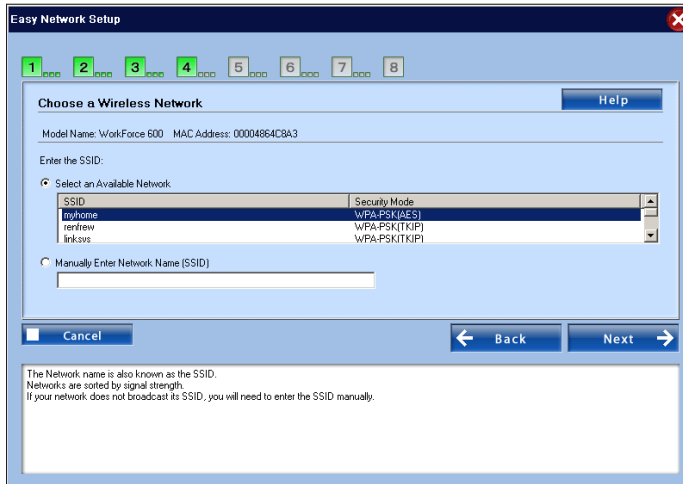 Easy Network Setup
1 2 3 4 5 6 7 8
Choose a Wireless Network
Help
Model Name: WorkForce 600 MAC Address: 00004864C8A3
Enter the SSID:
Select an Available Network
SSID Security Mode
myhome WPA-PSK(AES)
renfrew WPA-PSK(TKIP)
linksys WPA-PSK(TKIP)
Manually Enter Network Name (SSID)
Cancel Back Next
The Network name is also known as the SSID.
Networks are sorted by signal strength.
If your network does not broadcast its SSID, you will need to enter the SSID manually.